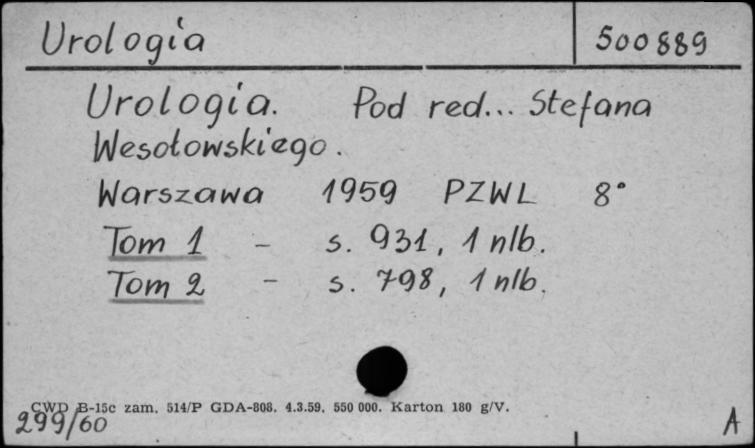 Urologia 500889
Urologia. Pod red... Stefana
Wesołowskiego.
Warszawa 1959 PZWL 8°
Tom 1 - s. 931, 1 nlb.
Tom 2 - s. 798, 1 nlb.
CWD B-15c zam. 514/P GDA-808. 4.3.59. 550 000. Karton 180 g/V.
299/60 A